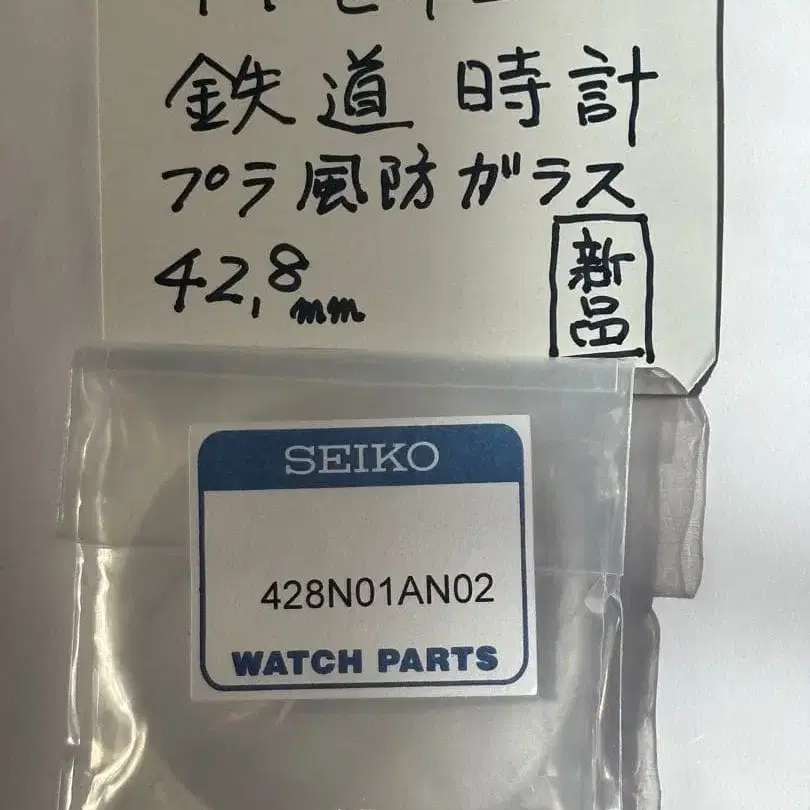 鉄道時計
プラ風防ガラス
42,8mm
新品
SEIKO
428N01AN02
WATCH PARTS